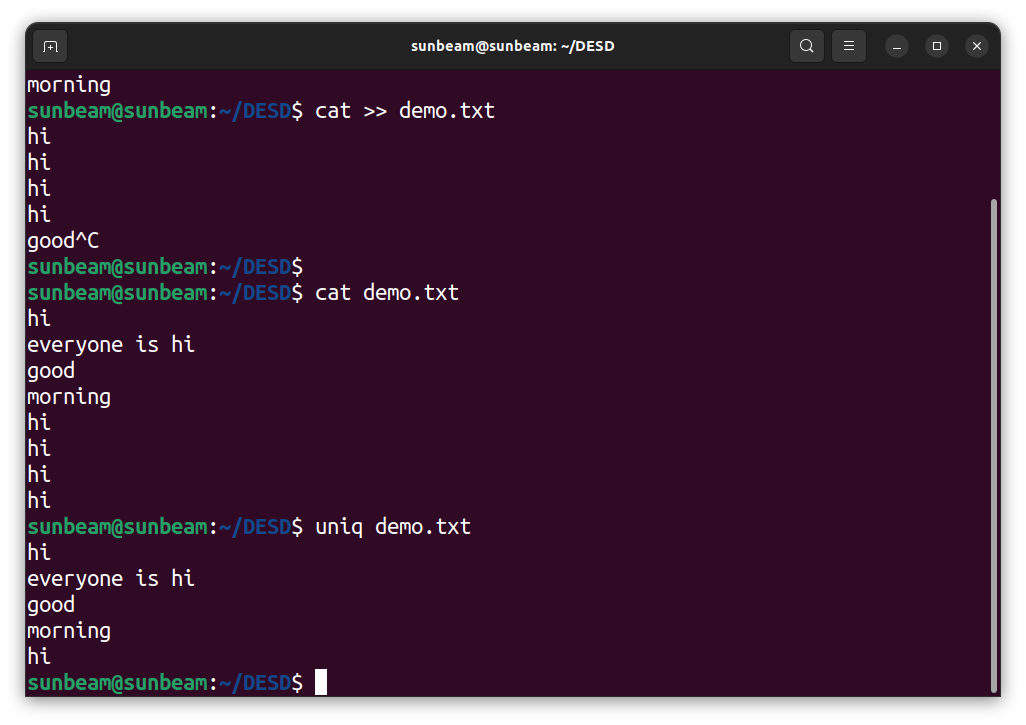 sunbeam@sunbeam: ~/DESD
morning
sunbeam@sunbeam:~/DESD$ cat >> demo.txt
hi
hi
hi
hi
good^C
sunbeam@sunbeam:~/DESD$
sunbeam@sunbeam:~/DESD$ cat demo.txt
hi
everyone is hi
good
morning
hi
hi
hi
hi
sunbeam@sunbeam:~/DESD$ uniq demo.txt
hi
everyone is hi
good
morning
hi
sunbeam@sunbeam:~/DESD$